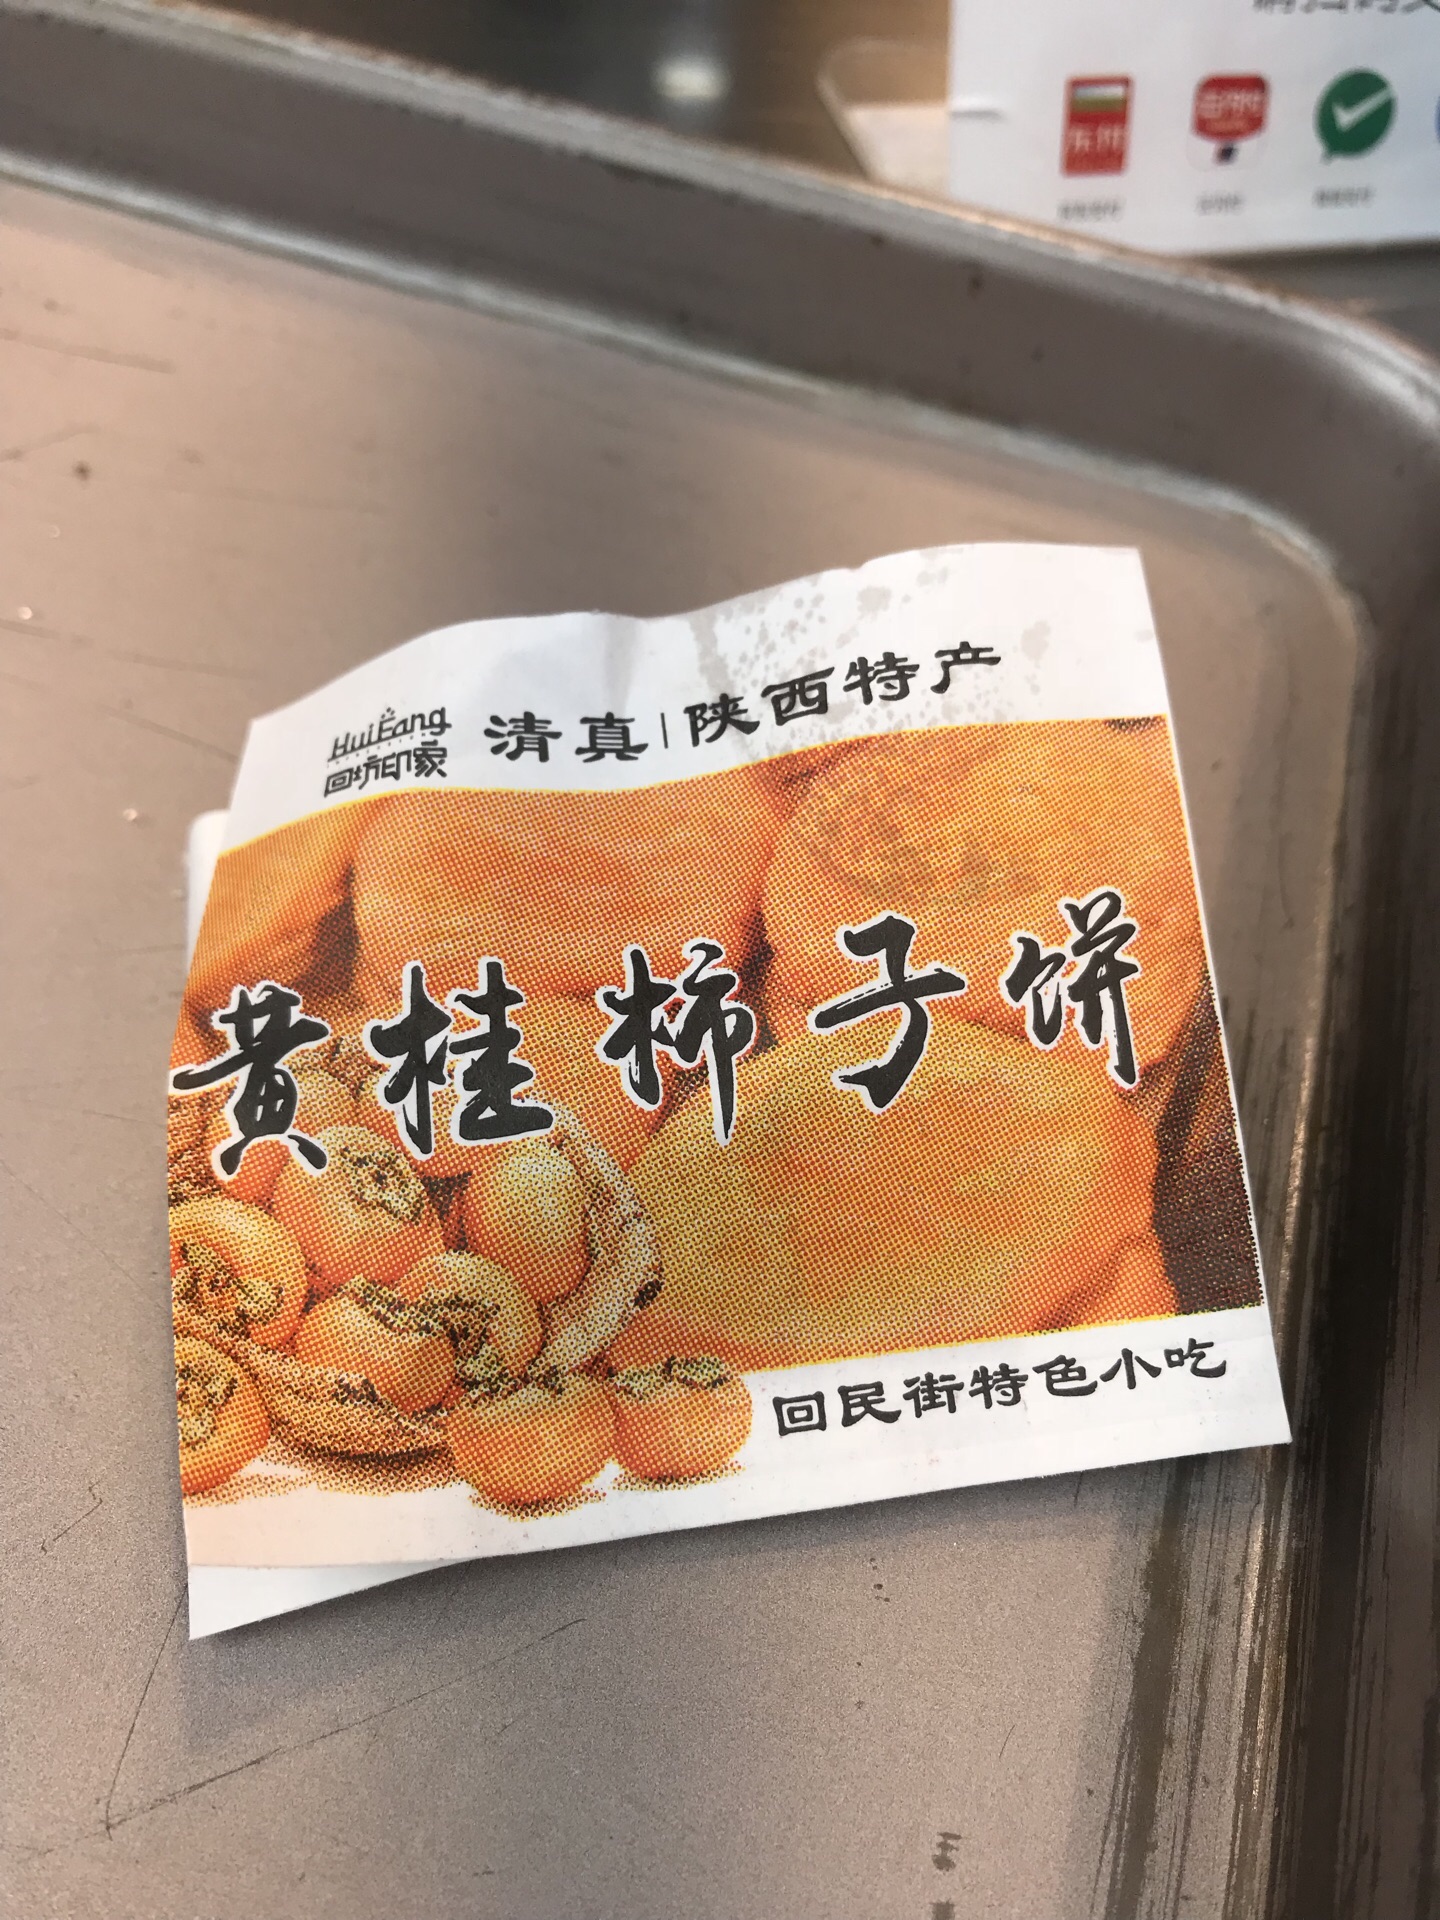 HuiFang
回坊印家
清真|陕西特产
黄桂柿子饼
回民街特色小吃